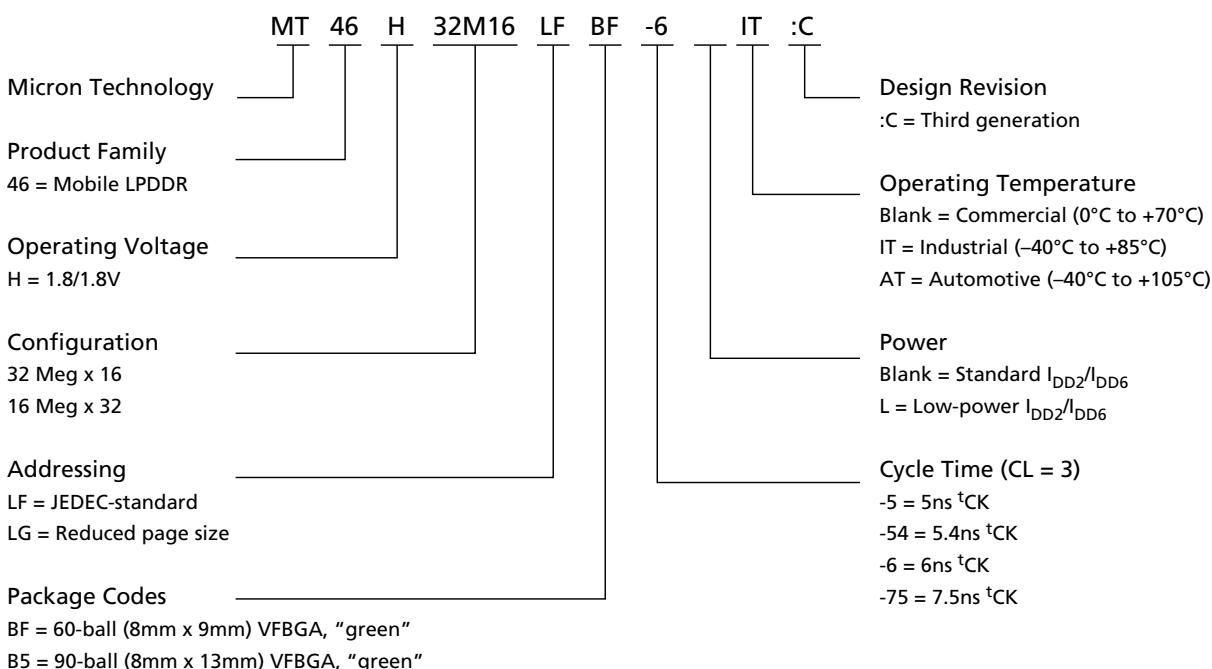 MT 46 H 32M16 LF BF -6 IT :C
Micron Technology
Product Family
46 = Mobile LPDDR
Operating Voltage
H = 1.8/1.8V
Configuration
32 Meg x 16
16 Meg x 32
Addressing
LF = JEDEC-standard
LG = Reduced page size
Package Codes
BF = 60-ball (8mm x 9mm) VFBGA, “green”
B5 = 90-ball (8mm x 13mm) VFBGA, “green”
Design Revision
:C = Third generation
Operating Temperature
Blank = Commercial (0°C to +70°C)
IT = Industrial (–40°C to +85°C)
AT = Automotive (–40°C to +105°C)
Power
Blank = Standard IDD2/IDD6
L = Low-power IDD2/IDD6
Cycle Time (CL = 3)
-5 = 5ns tCK
-54 = 5.4ns tCK
-6 = 6ns tCK
-75 = 7.5ns tCK